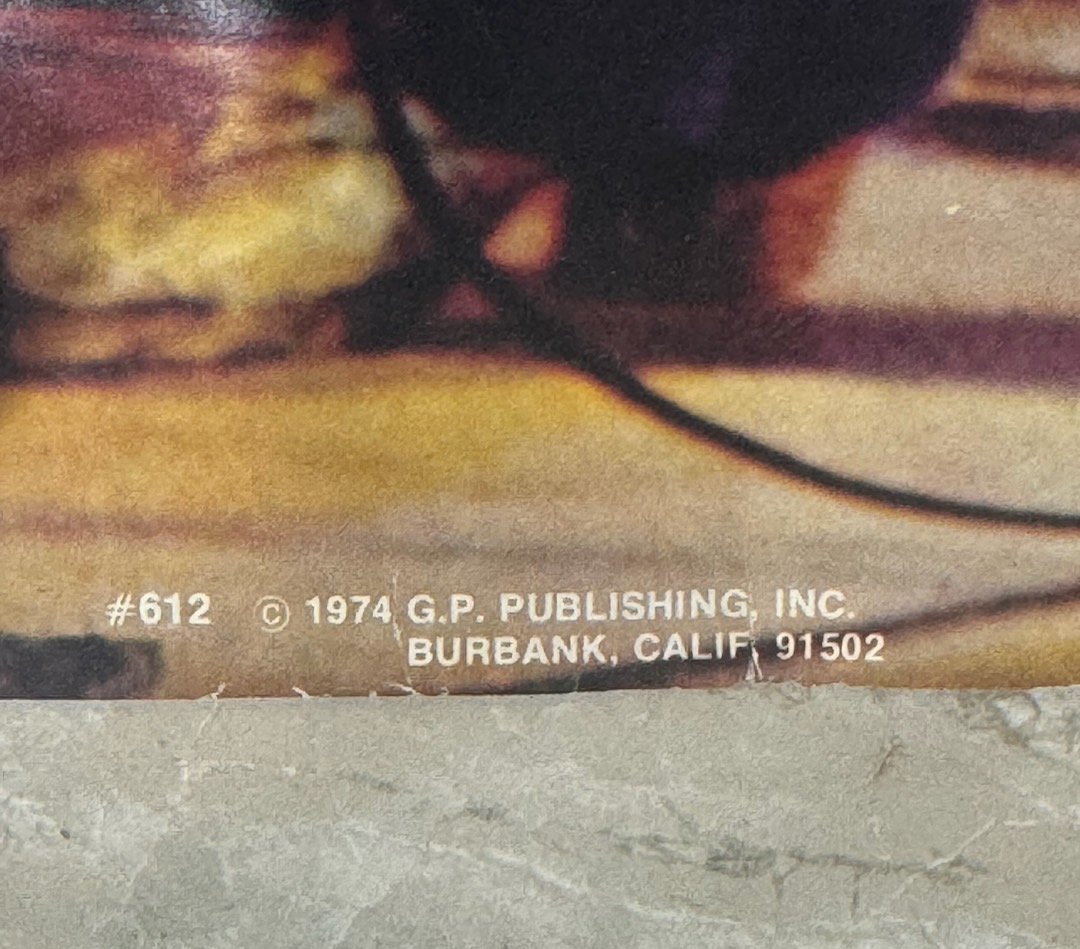 #612 © 1974 G.P. PUBLISHING, INC.
BURBANK, CALIF. 91502